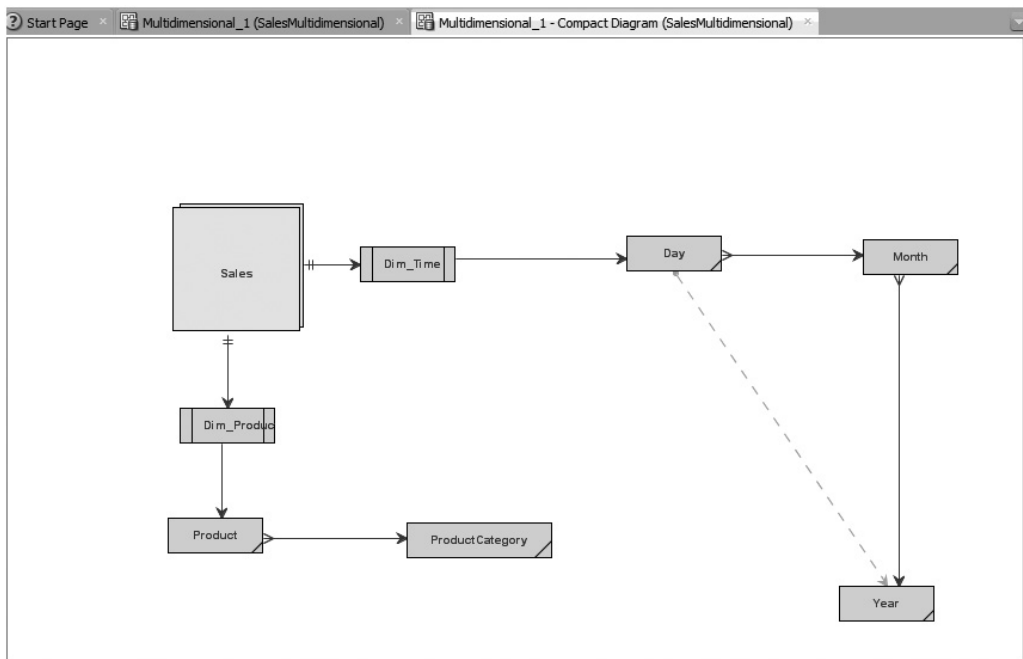 ? Start Page × Multidimensional_1 (SalesMultidimensional) × Multidimensional_1 - Compact Diagram (SalesMultidimensional) ×
Sales
Dim_Time
Day
Month
Dim_Produc
Product
ProductCategory
Year